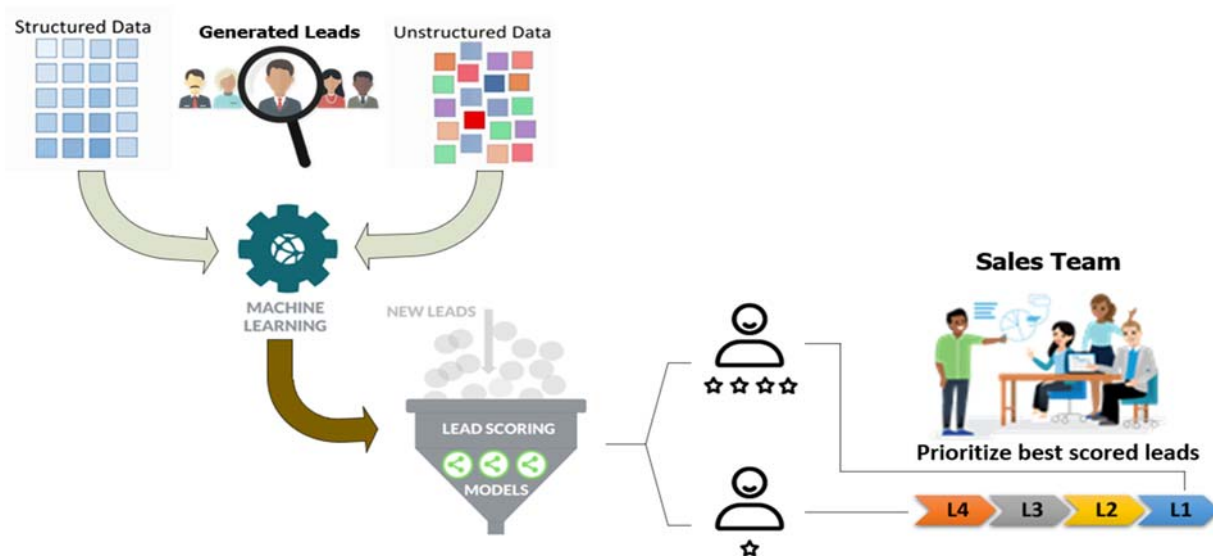 Structured Data
Generated Leads
Unstructured Data
MACHINE
LEARNING
NEW LEADS
LEAD SCORING
MODELS
Sales Team
Prioritize best scored leads
L4 L3 L2 L1